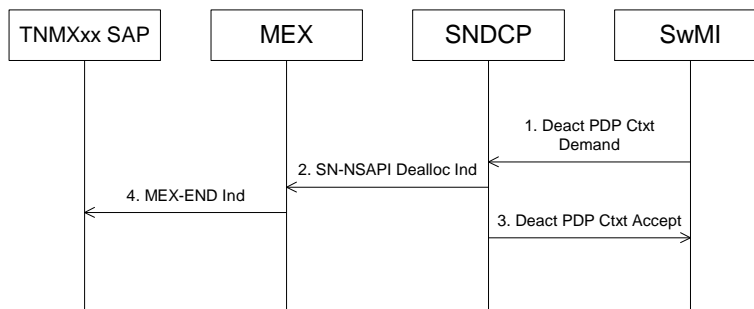 TNMXxx SAP
MEX
SNDCP
SwMI
1. Deact PDP Ctxt
Demand
2. SN-NSAPI Dealloc Ind
4. MEX-END Ind
3. Deact PDP Ctxt Accept